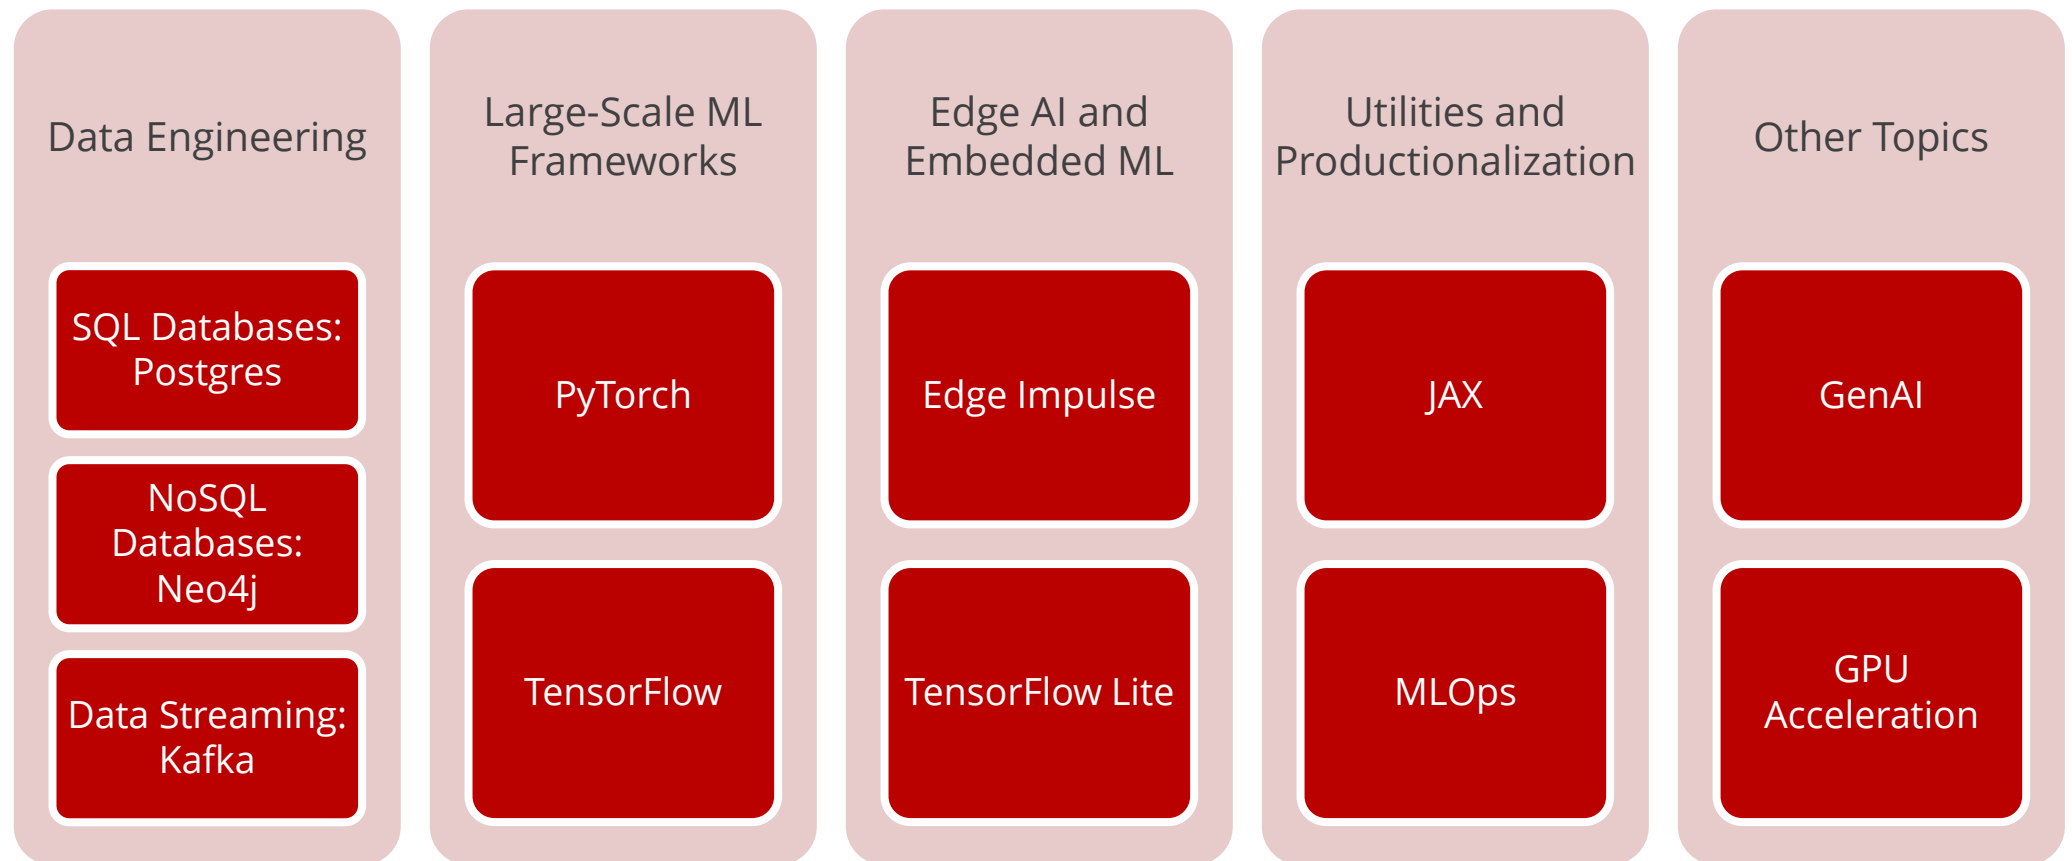 Data Engineering
SQL Databases:
Postgres
NoSQL
Databases:
Neo4j
Data Streaming:
Kafka
Large-Scale ML
Frameworks
PyTorch
TensorFlow
Edge AI and
Embedded ML
Edge Impulse
TensorFlow Lite
Utilities and
Productionalization
JAX
MLOps
Other Topics
GenAI
GPU
Acceleration